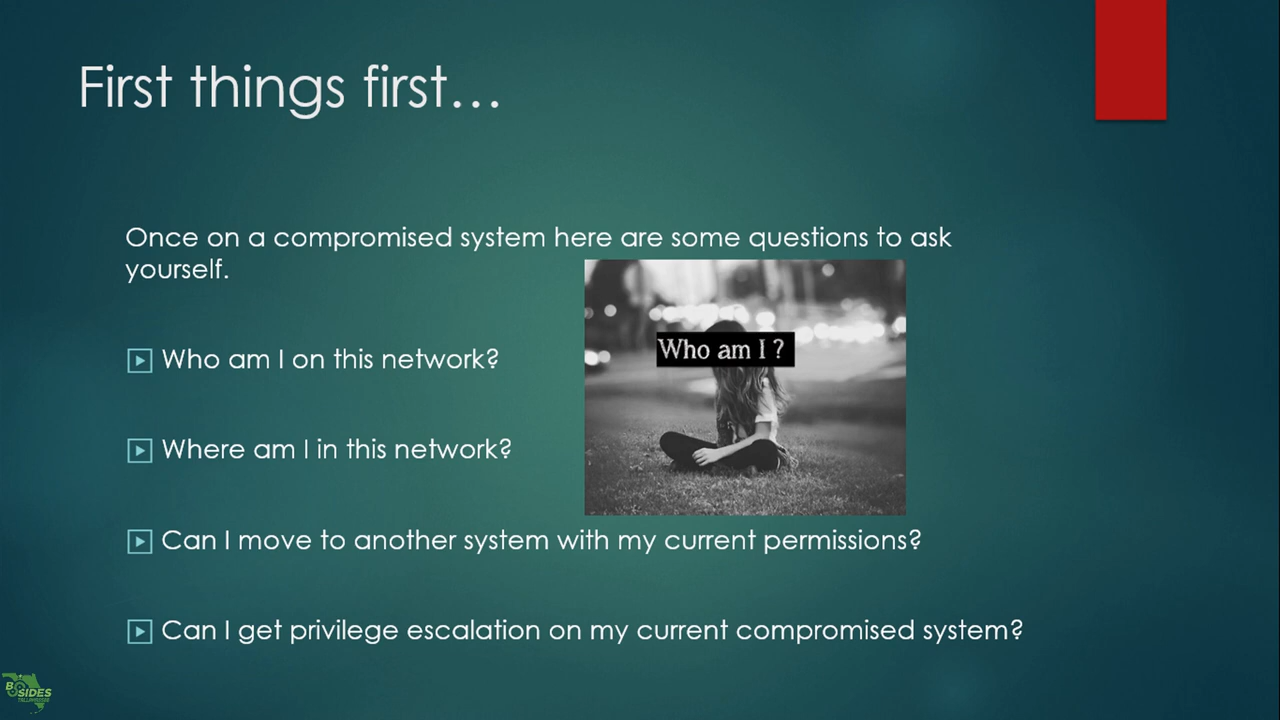 First things first...
Once on a compromised system here are some questions to ask
yourself.
Who am I on this network?
Who am I ?
Where am I in this network?
Can I move to another system with my current permissions?
Can I get privilege escalation on my current compromised system?
BSIDES
TALLAHASSEE